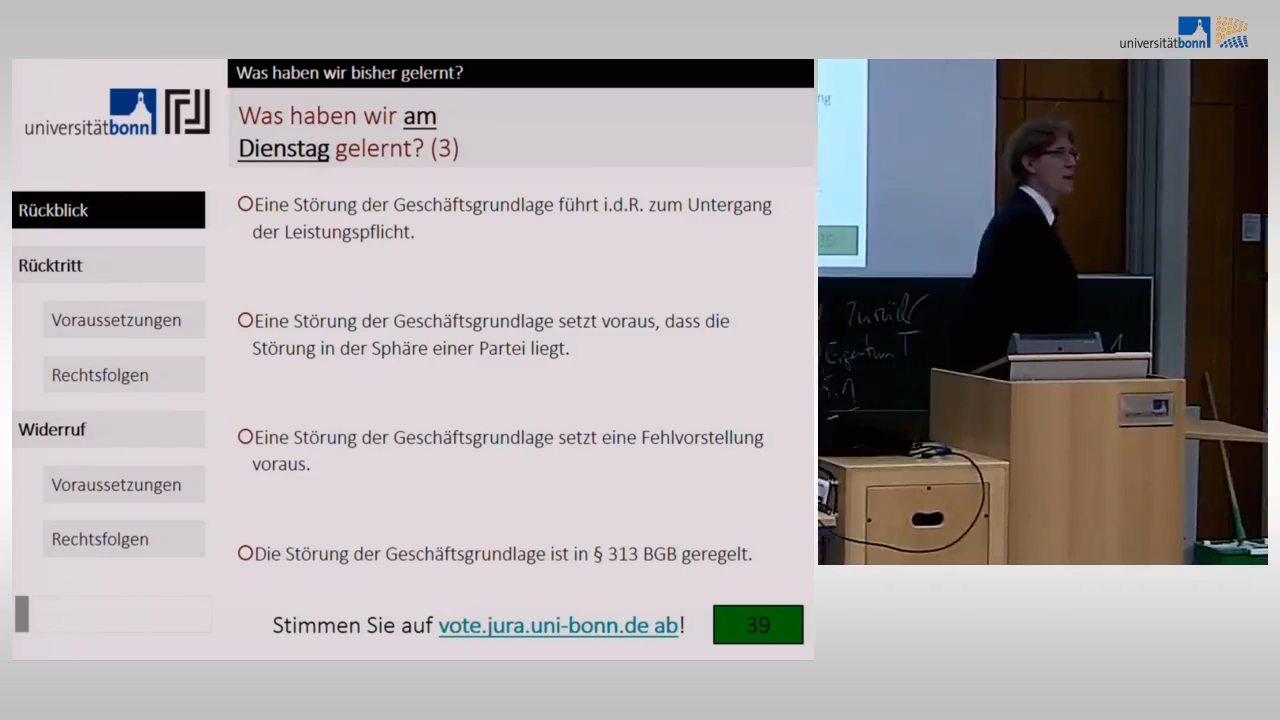 universitätbonn
Was haben wir bisher gelernt?
universitätbonn
Was haben wir am
Dienstag gelernt? (3)
Rückblick
Rücktritt
Voraussetzungen
Rechtsfolgen
Widerruf
Voraussetzungen
Rechtsfolgen
Eine Störung der Geschäftsgrundlage führt i.d.R. zum Untergang
der Leistungspflicht.
Eine Störung der Geschäftsgrundlage setzt voraus, dass die
Störung in der Sphäre einer Partei liegt.
Eine Störung der Geschäftsgrundlage setzt eine Fehlvorstellung
voraus.
Die Störung der Geschäftsgrundlage ist in § 313 BGB geregelt.
Stimmen Sie auf vote.jura.uni-bonn.de ab!
39
ng
Eigentum T